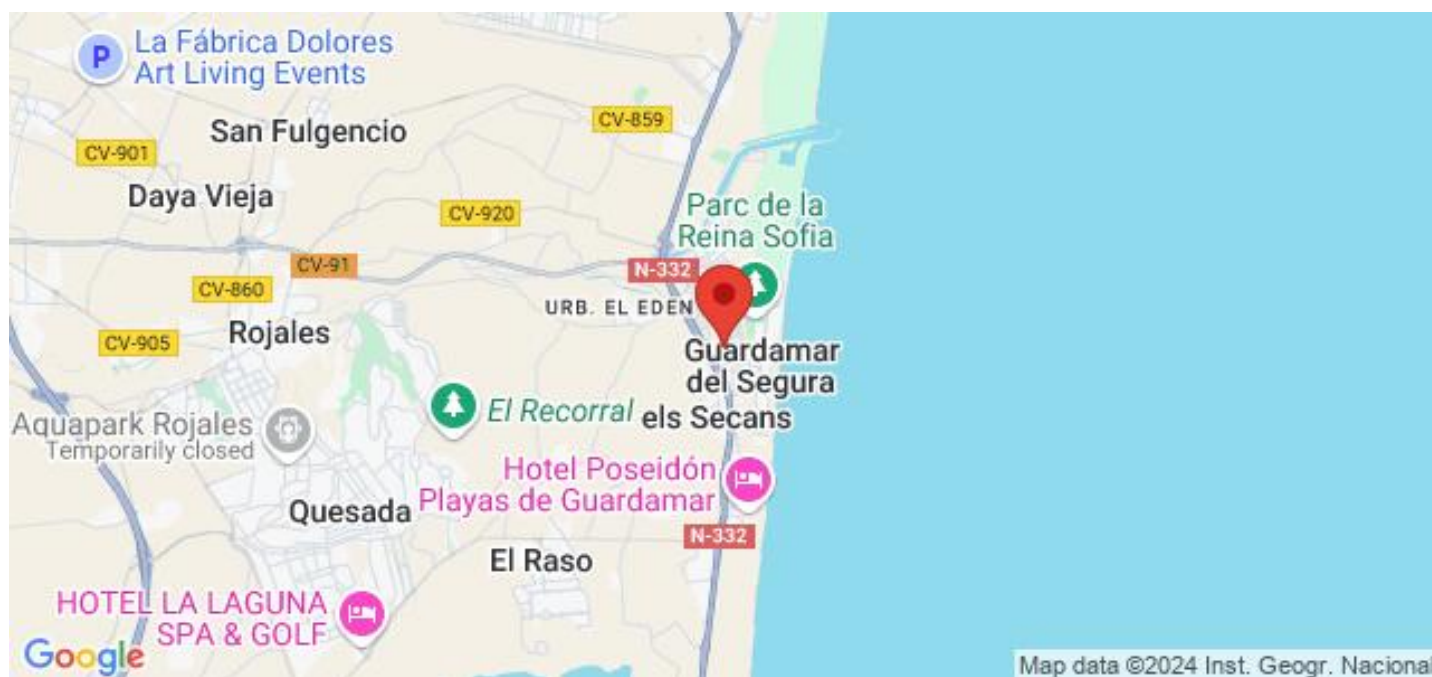 La Fábrica Dolores
Art Living Events
San Fulgencio
CV-859
CV-901
Daya Vieja
CV-920
Parc de la
Reina Sofia
CV-91
N-332
CV-860
URB. EL EDEN
Rojales
CV-905
Guardamar
del Segura
El Recorral
els Secans
Aquapark Rojales
Temporarily closed
Hotel Poseidón
Playas de Guardamar
Quesada
N-332
El Raso
HOTEL LA LAGUNA
SPA & GOLF
Google
Map data ©2024 Inst. Geogr. Nacional